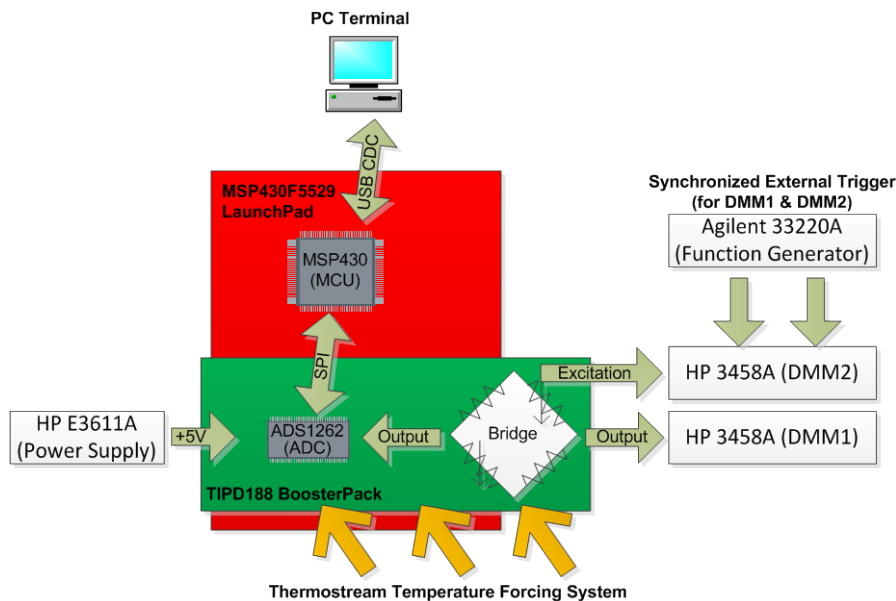 PC Terminal
USB CDC
MSP430F5529
LaunchPad
MSP430
(MCU)
SPI
Synchronized External Trigger
(for DMM1 & DMM2)
Agilent 33220A
(Function Generator)
Excitation
HP 3458A (DMM2)
HP E3611A
(Power Supply)
+5V
ADS1262
(ADC)
Output
Bridge
Output
HP 3458A (DMM1)
TIPD188 BoosterPack
Thermostream Temperature Forcing System